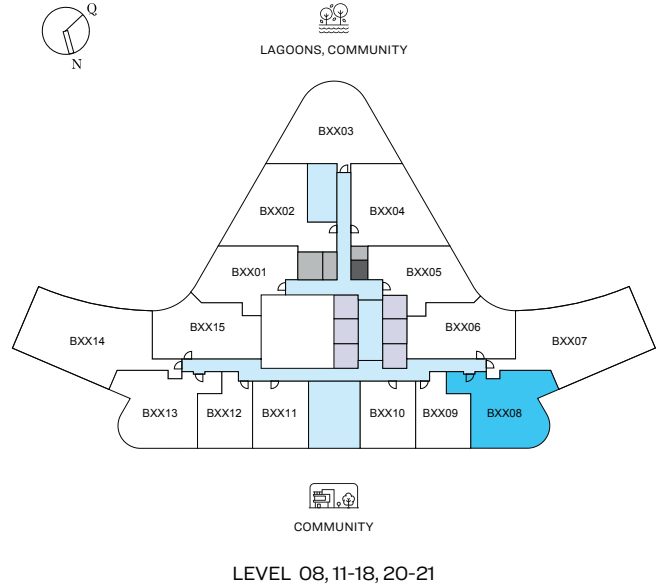 Q
N
LAGOONS, COMMUNITY
BXX03
BXX02
BXX04
BXX01
BXX05
BXX15
BXX06
BXX14
BXX07
BXX13
BXX12
BXX11
BXX10
BXX09
BXX08
COMMUNITY
LEVEL 08, 11-18, 20-21